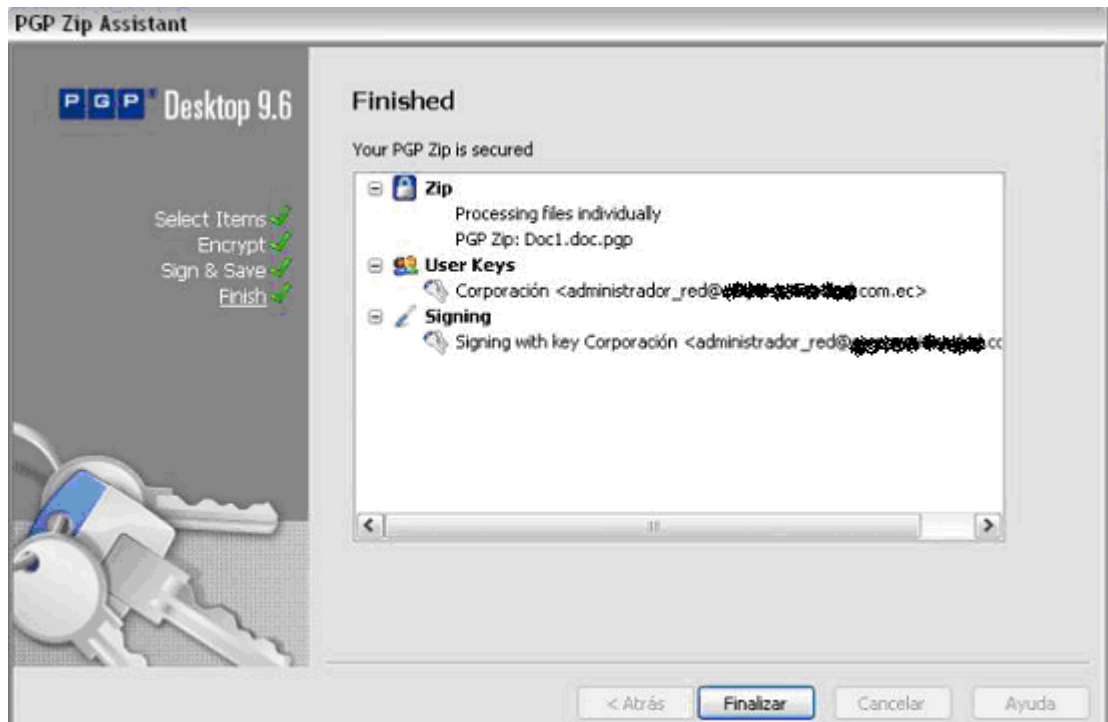 PGP Zip Assistant
PGP Desktop 9.6
Select Items
Encrypt
Sign & Save
Finish
Finished
Your PGP Zip is secured
Zip
Processing files individually
PGP Zip: Doc1.doc.pgp
User Keys
Corporación <administrador_red@ com.ec>
Signing
Signing with key Corporación <administrador_red@
< Atrás
Finalizar
Cancelar
Ayuda